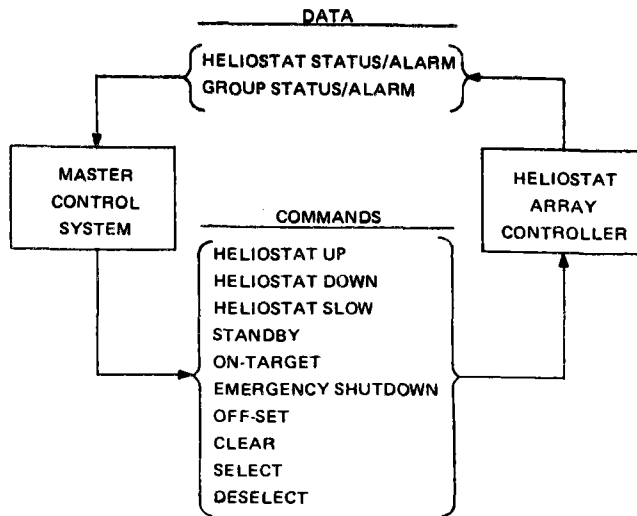 DATA
HELIOSTAT STATUS/ALARM
GROUP STATUS/ALARM
MASTER
CONTROL
SYSTEM
HELIOSTAT
ARRAY
CONTROLLER
COMMANDS
HELIOSTAT UP
HELIOSTAT DOWN
HELIOSTAT SLOW
STANDBY
ON-TARGET
EMERGENCY SHUTDOWN
OFF-SET
CLEAR
SELECT
DESELECT